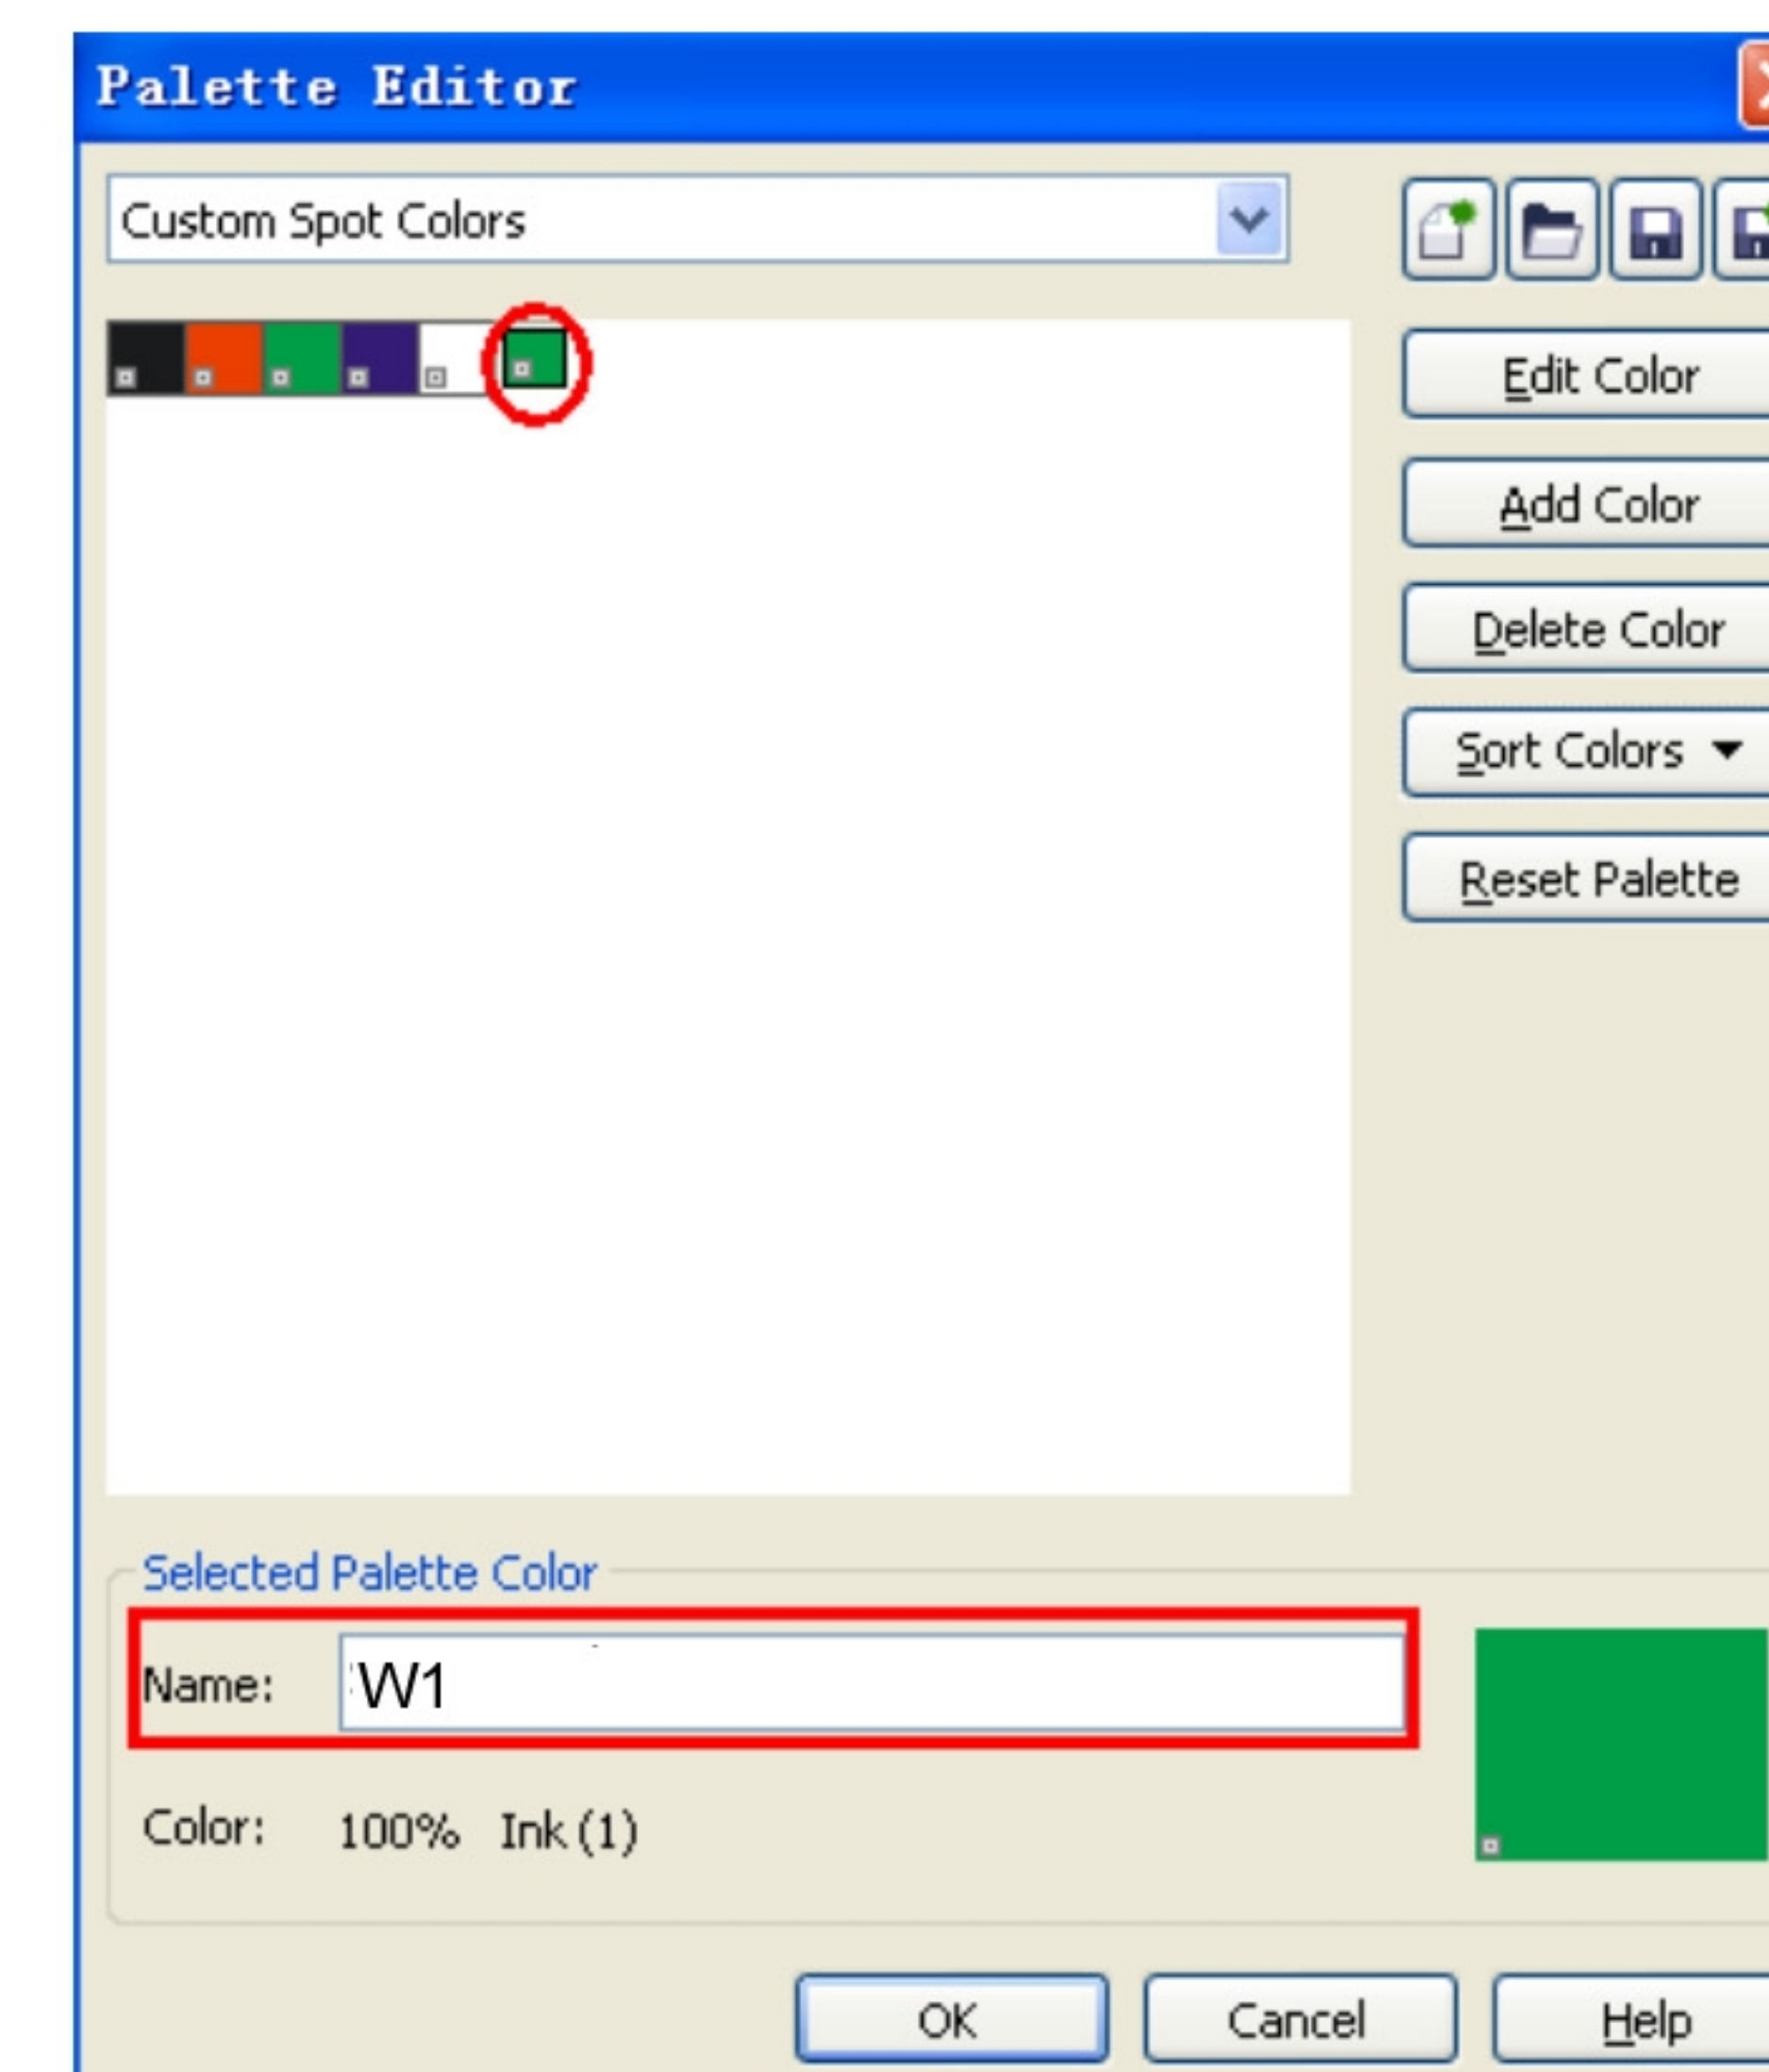 Palette Editor
Custom Spot Colors
Edit Color
Add Color
Delete Color
Sort Colors
Reset Palette
Selected Palette Color
Name: W1
Color: 100% Ink (1)
OK Cancel Help